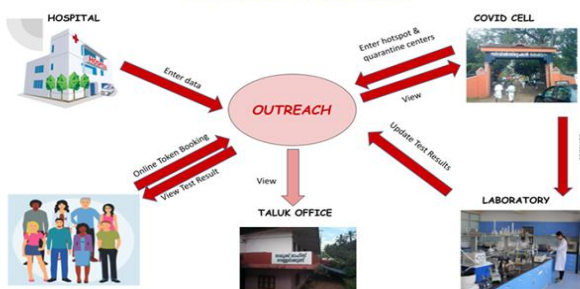 HOSPITAL
COVID CELL
Enter data
Enter hotspot &
quarantine centers
View
OUTREACH
Online Token Booking
View Test Result
Update Test Results
View
TALUK OFFICE
LABORATORY